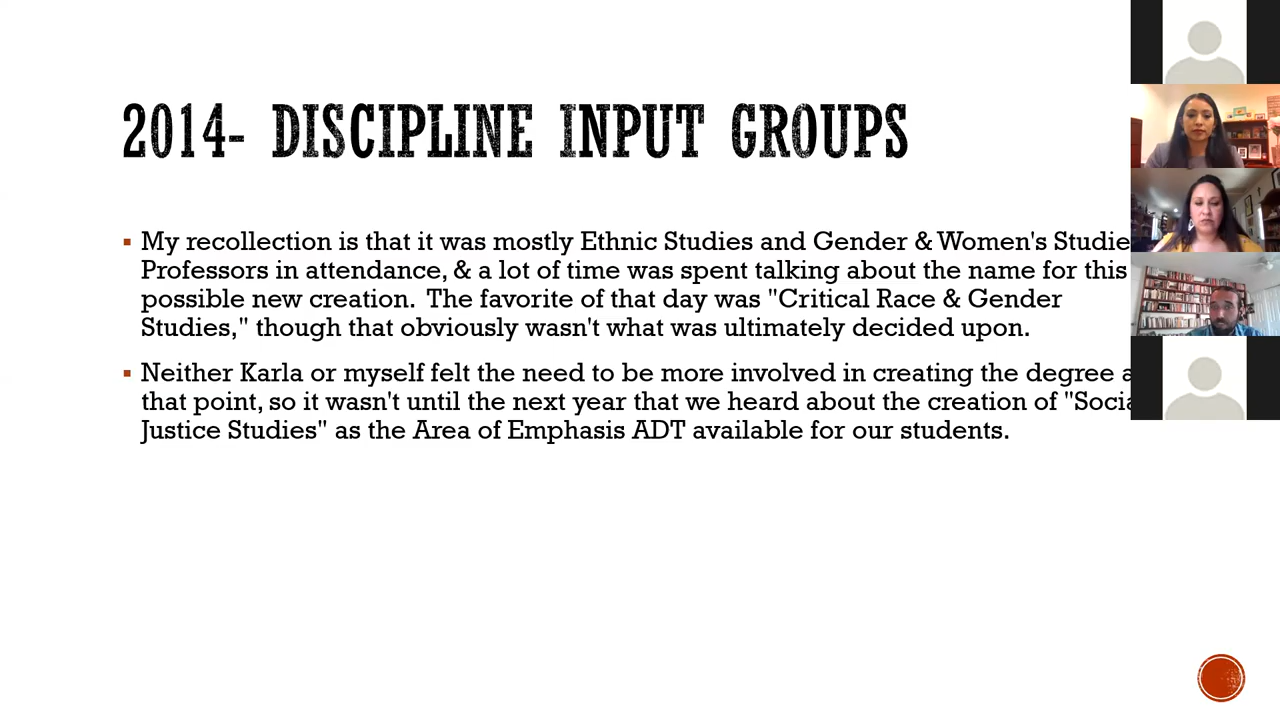 2014- DISCIPLINE INPUT GROUPS
▪ My recollection is that it was mostly Ethnic Studies and Gender & Women's Studie
Professors in attendance, & a lot of time was spent talking about the name for this
possible new creation.  The favorite of that day was "Critical Race & Gender
Studies," though that obviously wasn't what was ultimately decided upon.
▪ Neither Karla or myself felt the need to be more involved in creating the degree a
that point, so it wasn't until the next year that we heard about the creation of "Socia
Justice Studies" as the Area of Emphasis ADT available for our students.